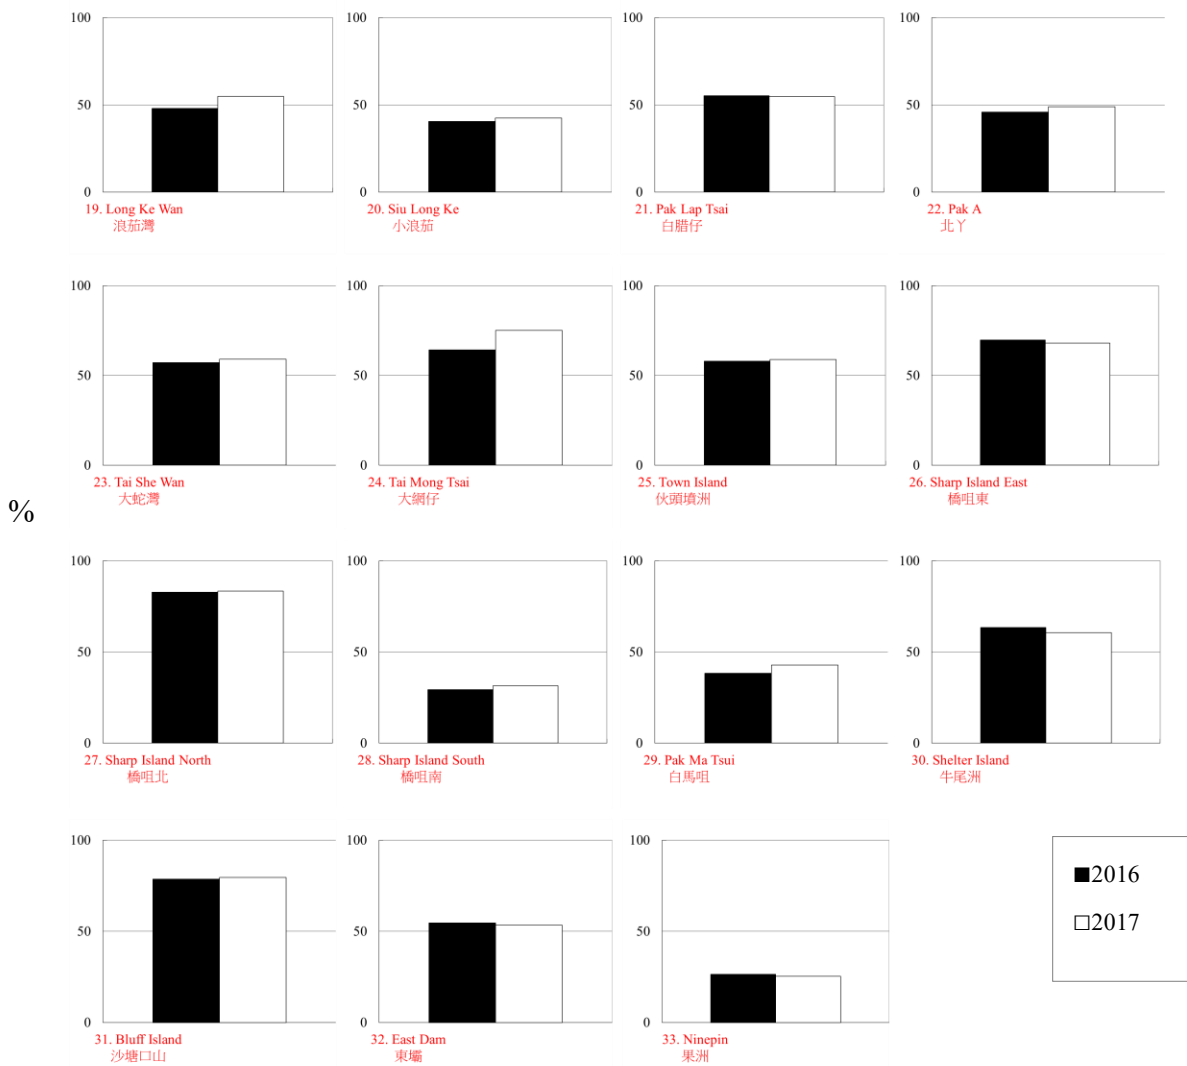 100 100 100 100
50 50 50 50
0 0 0 0
19. Long Ke Wan 20. Siu Long Ke 21. Pak Lap Tsai 22. Pak A
浪茄灣 小浪茄 白腊仔 北丫
100 100 100 100
50 50 50 50
0 0 0 0
23. Tai She Wan 24. Tai Mong Tsai 25. Town Island 26. Sharp Island East
大蛇灣 大網仔 伙頭墳洲 橋咀東
%
100 100 100 100
50 50 50 50
0 0 0 0
27. Sharp Island North 28. Sharp Island South 29. Pak Ma Tsui 30. Shelter Island
橋咀北 橋咀南 白馬咀 牛尾洲
100 100 100
50 50 50
0 0 0
31. Bluff Island 32. East Dam 33. Ninepin
沙塘口山 東壩 果洲
2016
2017